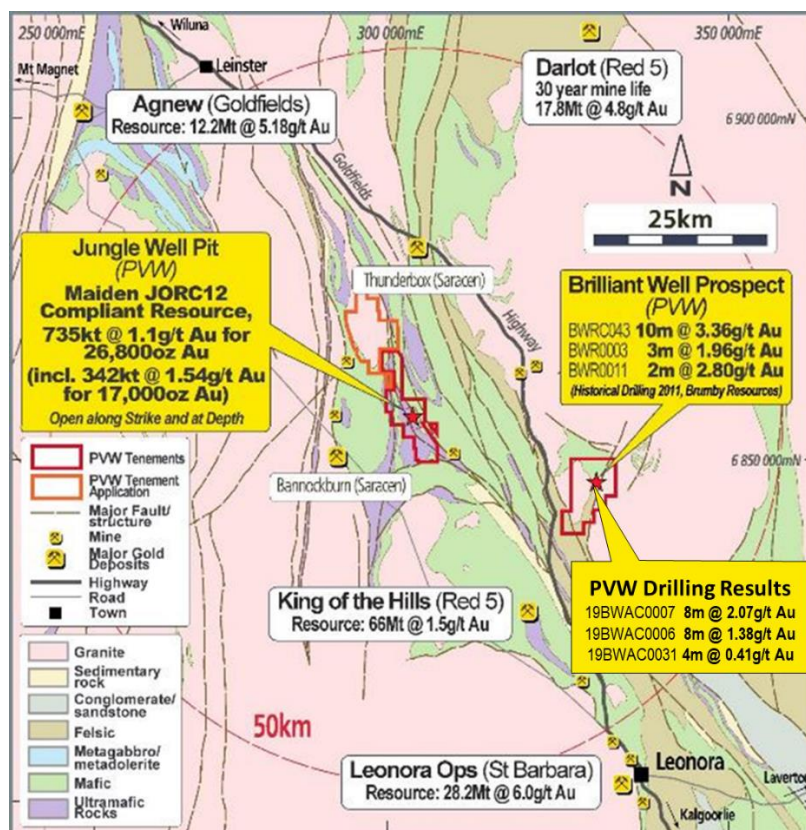 250 000mE
Wiluna
300 000mE
350 000mE
Mt Magnet
Leinster
Agnew (Goldfields)
Resource: 12.2Mt @ 5.18g/t Au
Darlot (Red 5)
30 year mine life
17.8Mt @ 4.8g/t Au
6 900 000mN
N
25km
Goldfields
Highway
Jungle Well Pit
(PVW)
Maiden JORC12
Compliant Resource,
735kt @ 1.1g/t Au for
26,800oz Au
(incl. 342kt @ 1.54g/t Au
for 17,000oz Au)
Open along Strike and at Depth
Thunderbox (Saracen)
Brilliant Well Prospect
(PVW)
BWRC043 10m @ 3.36g/t Au
BWR0003 3m @ 1.96g/t Au
BWR0011 2m @ 2.80g/t Au
(Historical Drilling 2011, Brumby Resources)
PVW Tenements
PVW Tenement
Application
Major Fault/
structure
Mine
Major Gold
Deposits
Highway
Road
Town
Bannockburn (Saracen)
6 850 000mN
King of the Hills (Red 5)
Resource: 66Mt @ 1.5g/t Au
PVW Drilling Results
19BWAC0007 8m @ 2.07g/t Au
19BWAC0006 8m @ 1.38g/t Au
19BWAC0031 4m @ 0.41g/t Au
Granite
Sedimentary
rock
Conglomerate/
sandstone
Felsic
Metagabbro/
metadolerite
Mafic
Ultramafic
Rocks
50km
Leonora Ops (St Barbara)
Resource: 28.2Mt @ 6.0g/t Au
Leonora
Laverton
Kalgoorlie